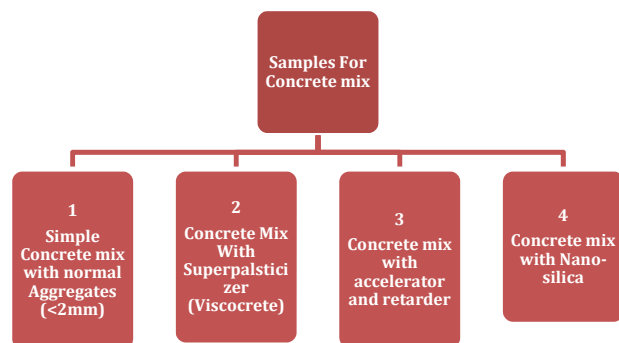 Samples For
Concrete mix
1
Simple
Concrete mix
with normal
Aggregates
(<2mm)
2
Concrete Mix
With
Superpalstici
zer
(Viscocrete)
3
Concrete mix
with
accelerator
and retarder
4
Concrete mix
with Nano-
silica